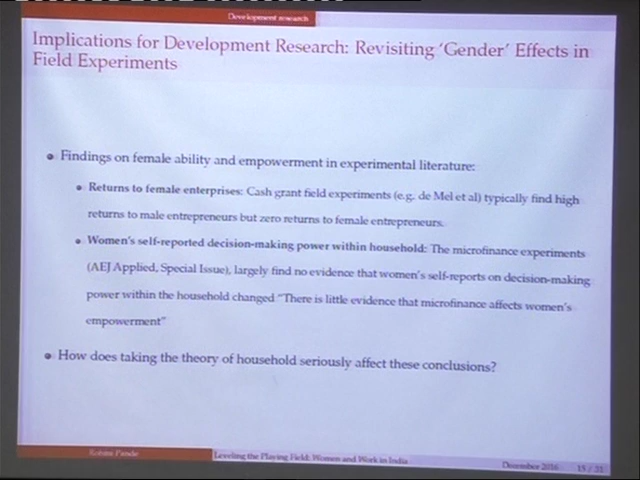 Development research
Implications for Development Research: Revisiting ‘Gender’ Effects in
Field Experiments
Findings on female ability and empowerment in experimental literature:
Returns to female enterprises: Cash grant field experiments (e.g. de Mel et al) typically find high
returns to male entrepreneurs but zero returns to female entrepreneurs.
Women's self-reported decision-making power within household: The microfinance experiments
(AEJ Applied, Special Issue), largely find no evidence that women's self-reports on decision-making
power within the household changed “There is little evidence that microfinance affects women's
empowerment”
How does taking the theory of household seriously affect these conclusions?
Rohini Pande
Leveling the Playing Field: Women and Work in India
December 2016
15 / 31